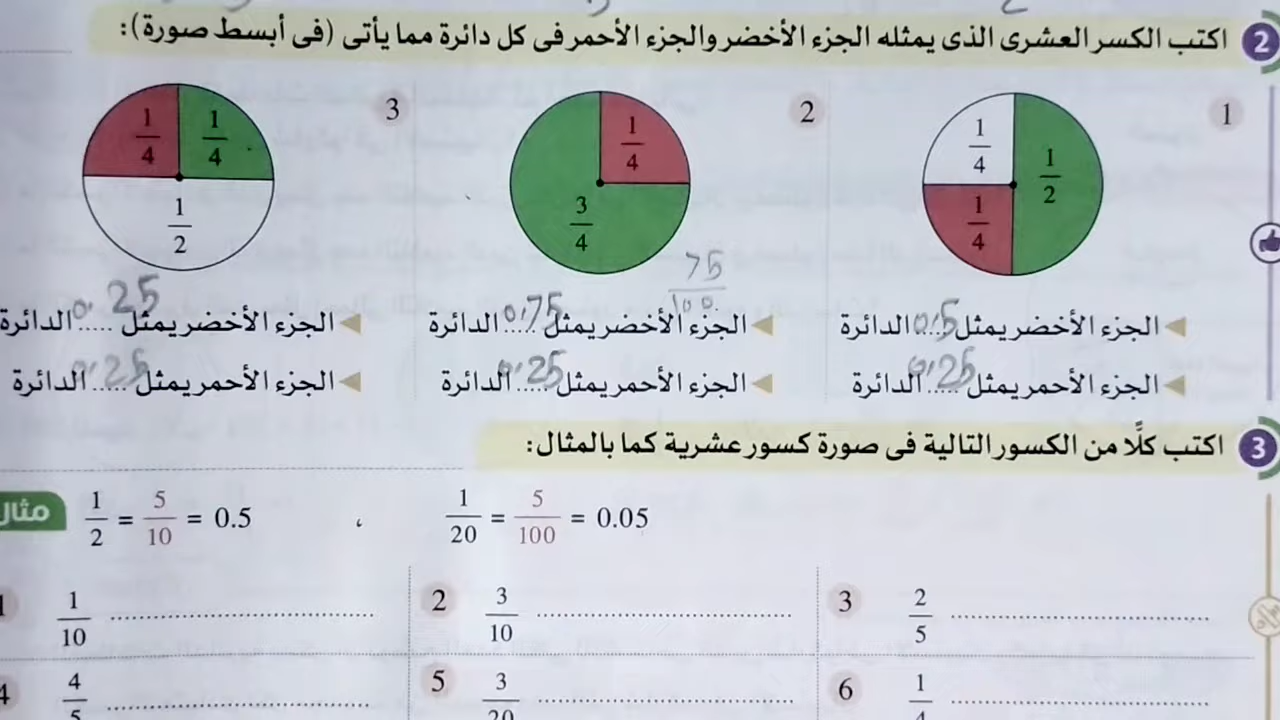 2 اكتب الكسر العشرى الذى يمثله الجزء الأخضر والجزء الأحمر فى كل دائرة مما يأتى (فى أبسط صورة):
1
1/4 1/2
1/4
2
1/4
3/4
75/100
3
1/4 1/4
1/2
الجزء الأخضر يمثل 0.5 الدائرة
الجزء الأحمر يمثل 0.25 الدائرة
الجزء الأخضر يمثل 0.75 الدائرة
الجزء الأحمر يمثل 0.25 الدائرة
الجزء الأخضر يمثل 0.25 الدائرة
الجزء الأحمر يمثل 0.25 الدائرة
3 اكتب كلًّا من الكسور التالية فى صورة كسور عشرية كما بالمثال:
مثال 1/2 = 5/10 = 0.5 ، 1/20 = 5/100 = 0.05
1 1/10 ........ 2 3/10 ........ 3 2/5 ........
4 4/5 ........ 5 3/20 ........ 6 1/4 ........